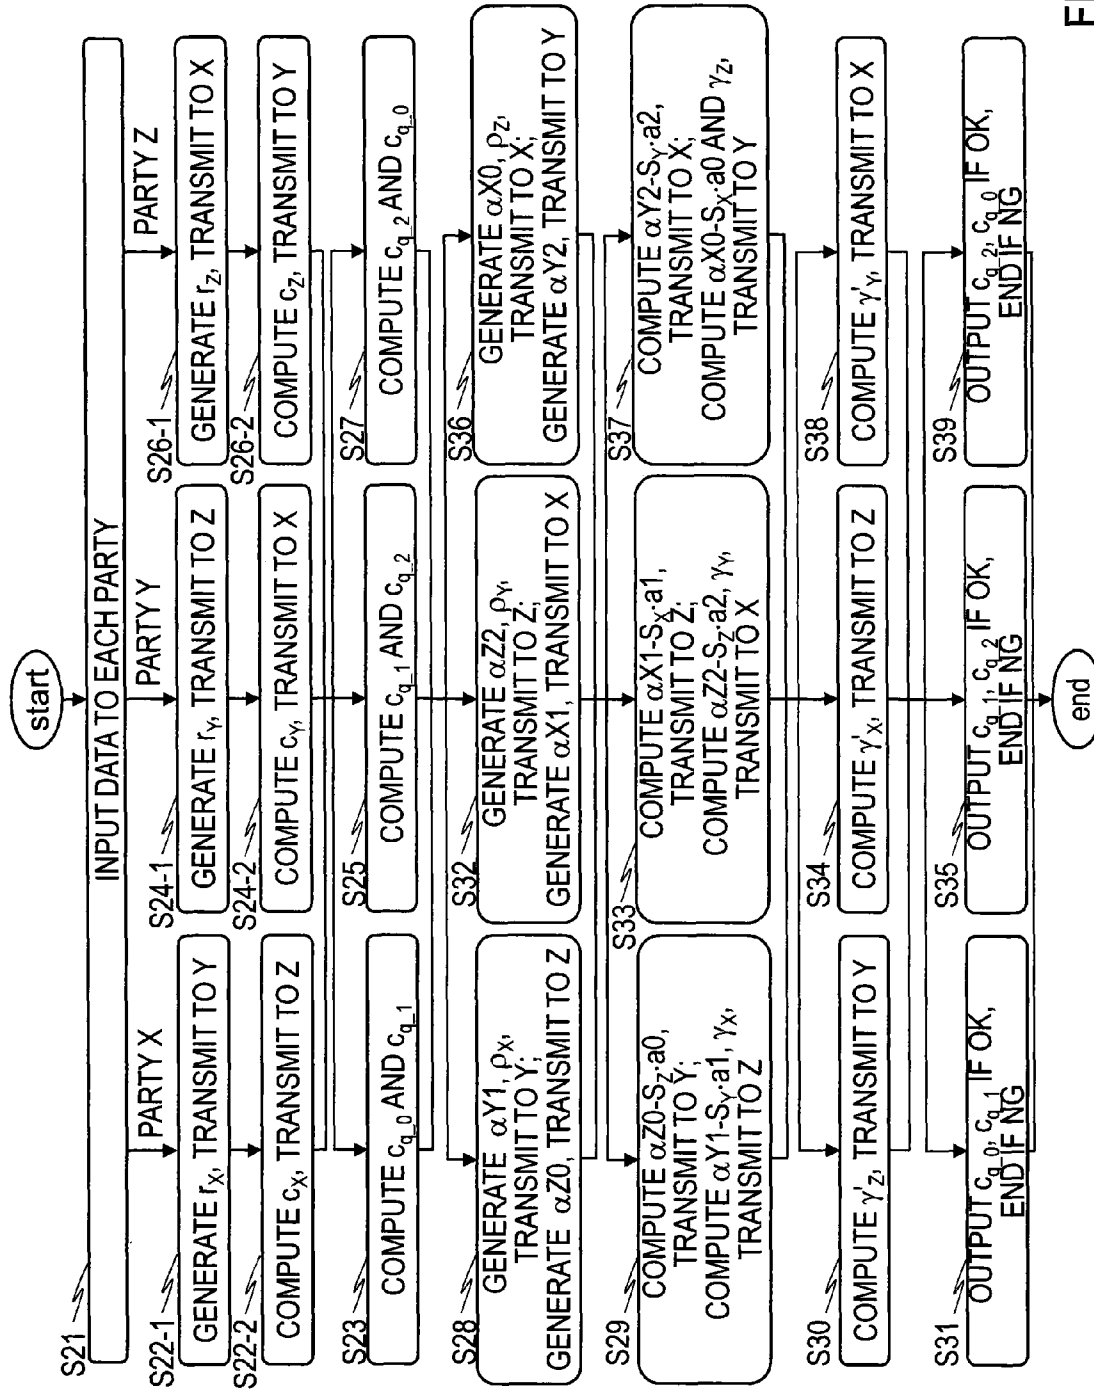 start
S21
INPUT DATA TO EACH PARTY
PARTY X
PARTY Y
PARTY Z
S22-1
GENERATE r_X, TRANSMIT TO Y
S24-1
GENERATE r_Y, TRANSMIT TO Z
S26-1
GENERATE r_Z, TRANSMIT TO X
S22-2
COMPUTE c_X, TRANSMIT TO Z
S24-2
COMPUTE c_Y, TRANSMIT TO X
S26-2
COMPUTE c_Z, TRANSMIT TO Y
S23
COMPUTE c_q_0 AND c_q_1
S25
COMPUTE c_q_1 AND c_q_2
S27
COMPUTE c_q_2 AND c_q_0
S28
GENERATE αY1, ρ_X,
TRANSMIT TO Y;
GENERATE αZ0, TRANSMIT TO Z
S32
GENERATE αZ2, ρ_Y,
TRANSMIT TO Z;
GENERATE αX1, TRANSMIT TO X
S36
GENERATE αX0, ρ_Z,
TRANSMIT TO X;
GENERATE αY2, TRANSMIT TO Y
S29
COMPUTE αZ0-S_Z·a0,
TRANSMIT TO Y;
COMPUTE αY1-S_Y·a1, γ_X,
TRANSMIT TO Z
S33
COMPUTE αX1-S_X·a1,
TRANSMIT TO Z;
COMPUTE αZ2-S_Z·a2, γ_Y,
TRANSMIT TO X
S37
COMPUTE αY2-S_Y·a2,
TRANSMIT TO X;
COMPUTE αX0-S_X·a0 AND γ_Z,
TRANSMIT TO Y
S30
COMPUTE γ'_Z, TRANSMIT TO Y
S34
COMPUTE γ'_X, TRANSMIT TO Z
S38
COMPUTE γ'_Y, TRANSMIT TO X
S31
OUTPUT c_q_0, c_q_1 IF OK,
END IF NG
S35
OUTPUT c_q_1, c_q_2 IF OK,
END IF NG
S39
OUTPUT c_q_2, c_q_0 IF OK,
END IF NG
end